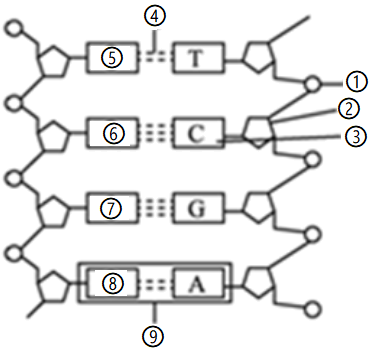 ④
⑤ T
①
②
⑥ C
③
⑦ G
⑧ A
⑨